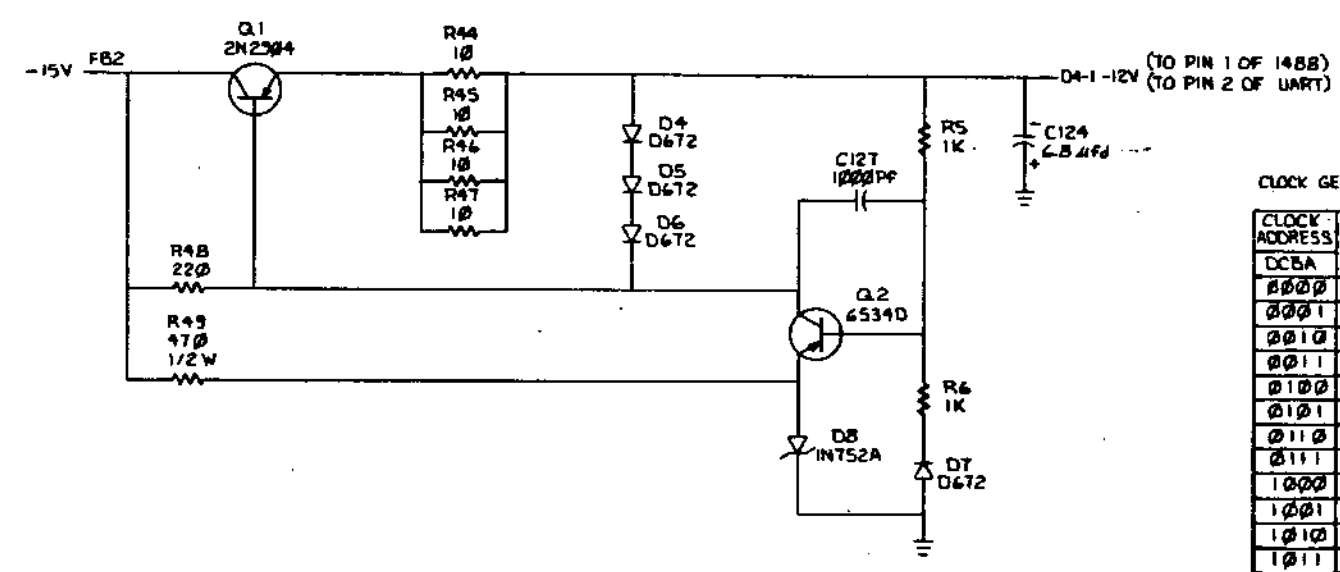 Q1
2N2904
-15V FB2
R44
10
R45
10
R46
10
R47
10
D4
D672
D5
D672
D6
D672
R5
1K
C124
6.8 µfd
D4-1 -12V (TO PIN 1 OF 1488)
(TO PIN 2 OF UART)
C127
1000PF
R48
220
R49
470
1/2 W
Q2
6534D
R6
1K
D8
1N752A
D7
D672
CLOCK GE
CLOCK
ADDRESS
DCBA
0000
0001
0010
0011
0100
0101
0110
0111
1000
1001
1010
1011